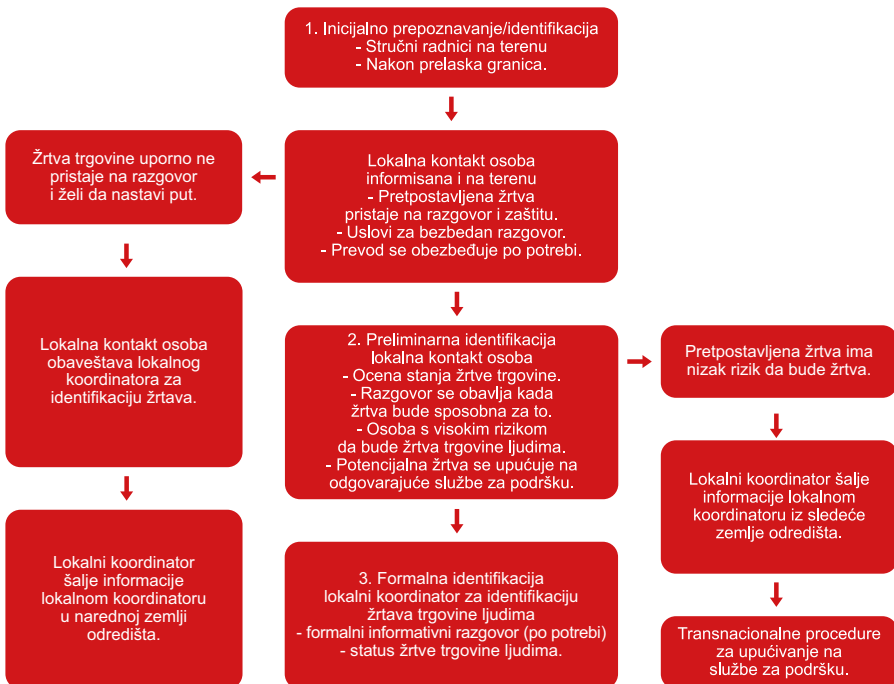 1. Inicijalno prepoznavanje/identifikacija
- Stručni radnici na terenu
- Nakon prelaska granica.
Žrtva trgovine uporno ne
pristaje na razgovor
i želi da nastavi put.
Lokalna kontakt osoba
informisana i na terenu
- Pretpostavljena žrtva
pristaje na razgovor i zaštitu.
- Uslovi za bezbedan razgovor.
- Prevod se obezbeđuje po potrebi.
Lokalna kontakt osoba
obaveštava lokalnog
koordinatora za
identifikaciju žrtava.
2. Preliminarna identifikacija
lokalna kontakt osoba
- Ocena stanja žrtve trgovine.
- Razgovor se obavlja kada
žrtva bude sposobna za to.
- Osoba s visokim rizikom
da bude žrtva trgovine ljudima.
- Potencijalna žrtva se upućuje na
odgovarajuće službe za podršku.
Pretpostavljena žrtva ima
nizak rizik da bude žrtva.
Lokalni koordinator šalje
informacije lokalnom
koordinatoru iz sledeće
zemlje odredišta.
Lokalni koordinator
šalje informacije
lokalnom koordinatoru
u narednoj zemlji
odredišta.
3. Formalna identifikacija
lokalni koordinator za identifikaciju
žrtava trgovine ljudima
- formalni informativni razgovor (po potrebi)
- status žrtve trgovine ljudima.
Transnacionalne procedure
za upućivanje na
službe za podršku.